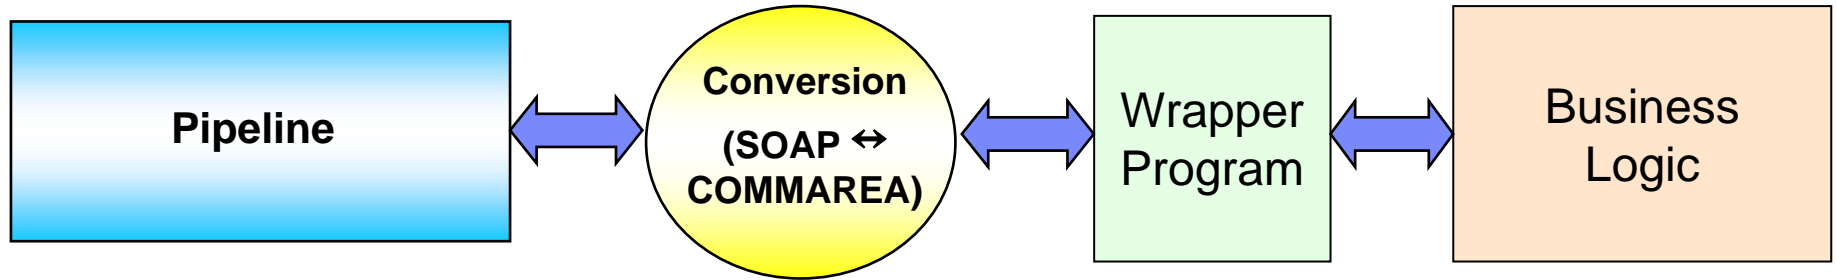 Pipeline
Conversion
(SOAP ↔
COMMAREA)
Wrapper
Program
Business
Logic